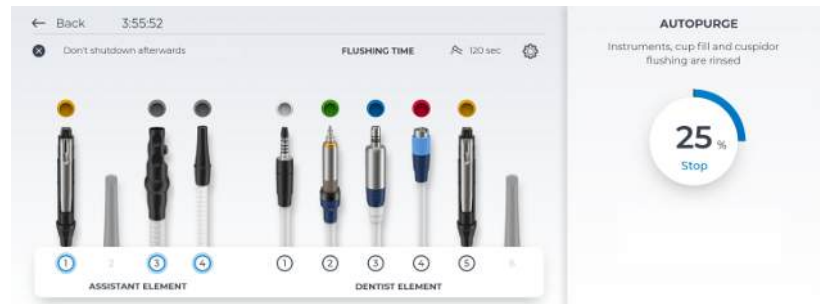 ← Back 3:55:52
Don't shutdown afterwards
FLUSHING TIME 120 sec
1 2 3 4 1 2 3 4 5 6
ASSISTANT ELEMENT DENTIST ELEMENT
AUTOPURGE
Instruments, cup fill and cuspidor
flushing are rinsed
25 %
Stop